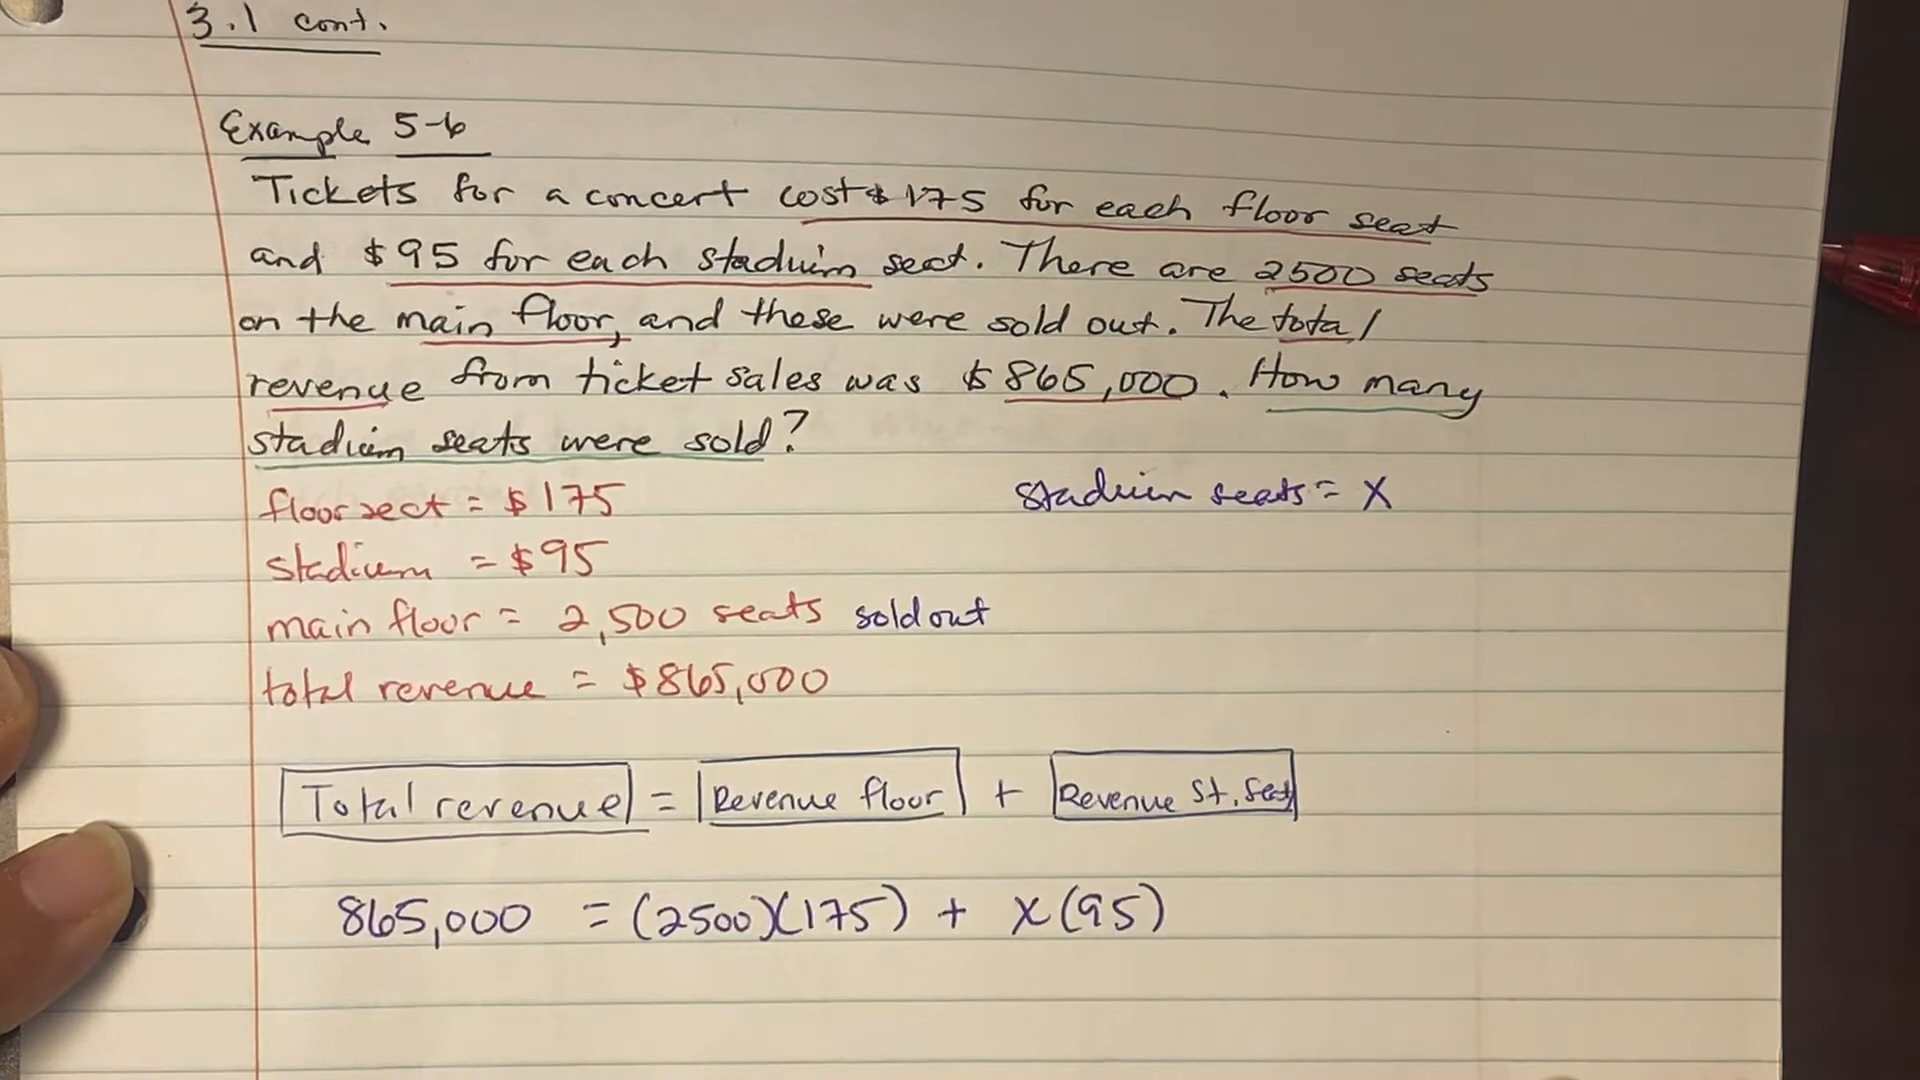 3.1 cont.
Example 5-6
Tickets for a concert cost $175 for each floor seat
and $95 for each stadium seat. There are 2500 seats
on the main floor, and these were sold out. The total
revenue from ticket sales was $865,000. How many
stadium seats were sold?
floor seat = $175
stadium seats = x
stadium = $95
main floor = 2,500 seats sold out
total revenue = $865,000
Total revenue = Revenue floor + Revenue St. Seat
865,000 = (2500)(175) + x(95)